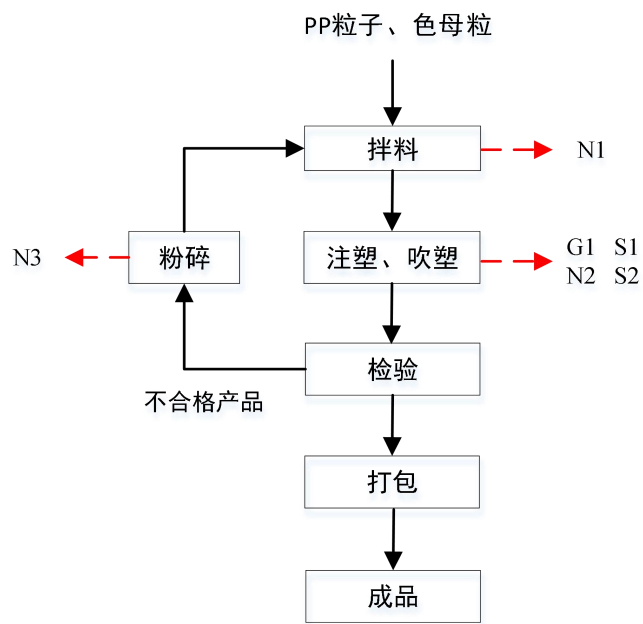 PP粒子、色母粒
拌料
N1
粉碎
N3
注塑、吹塑
G1 S1
N2 S2
检验
不合格产品
打包
成品